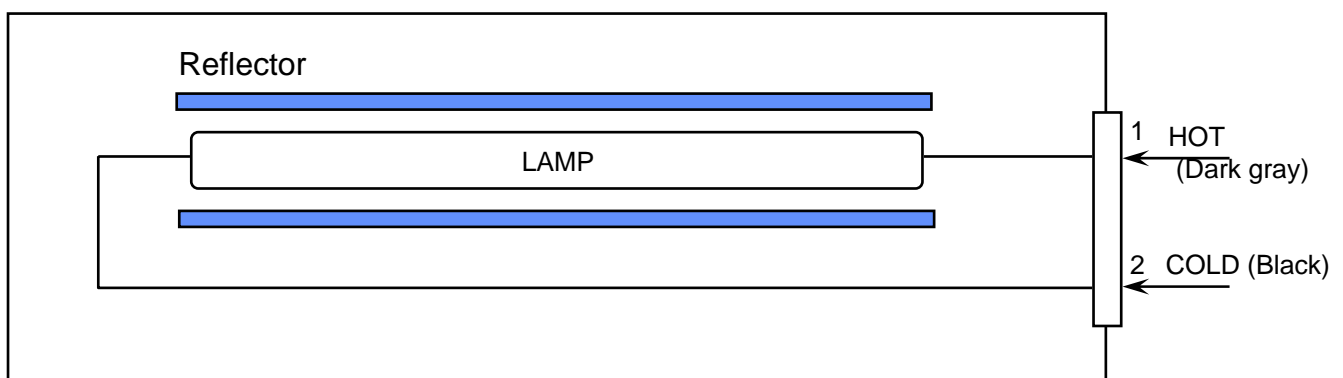 Reflector
LAMP
1 HOT
(Dark gray)
2 COLD (Black)